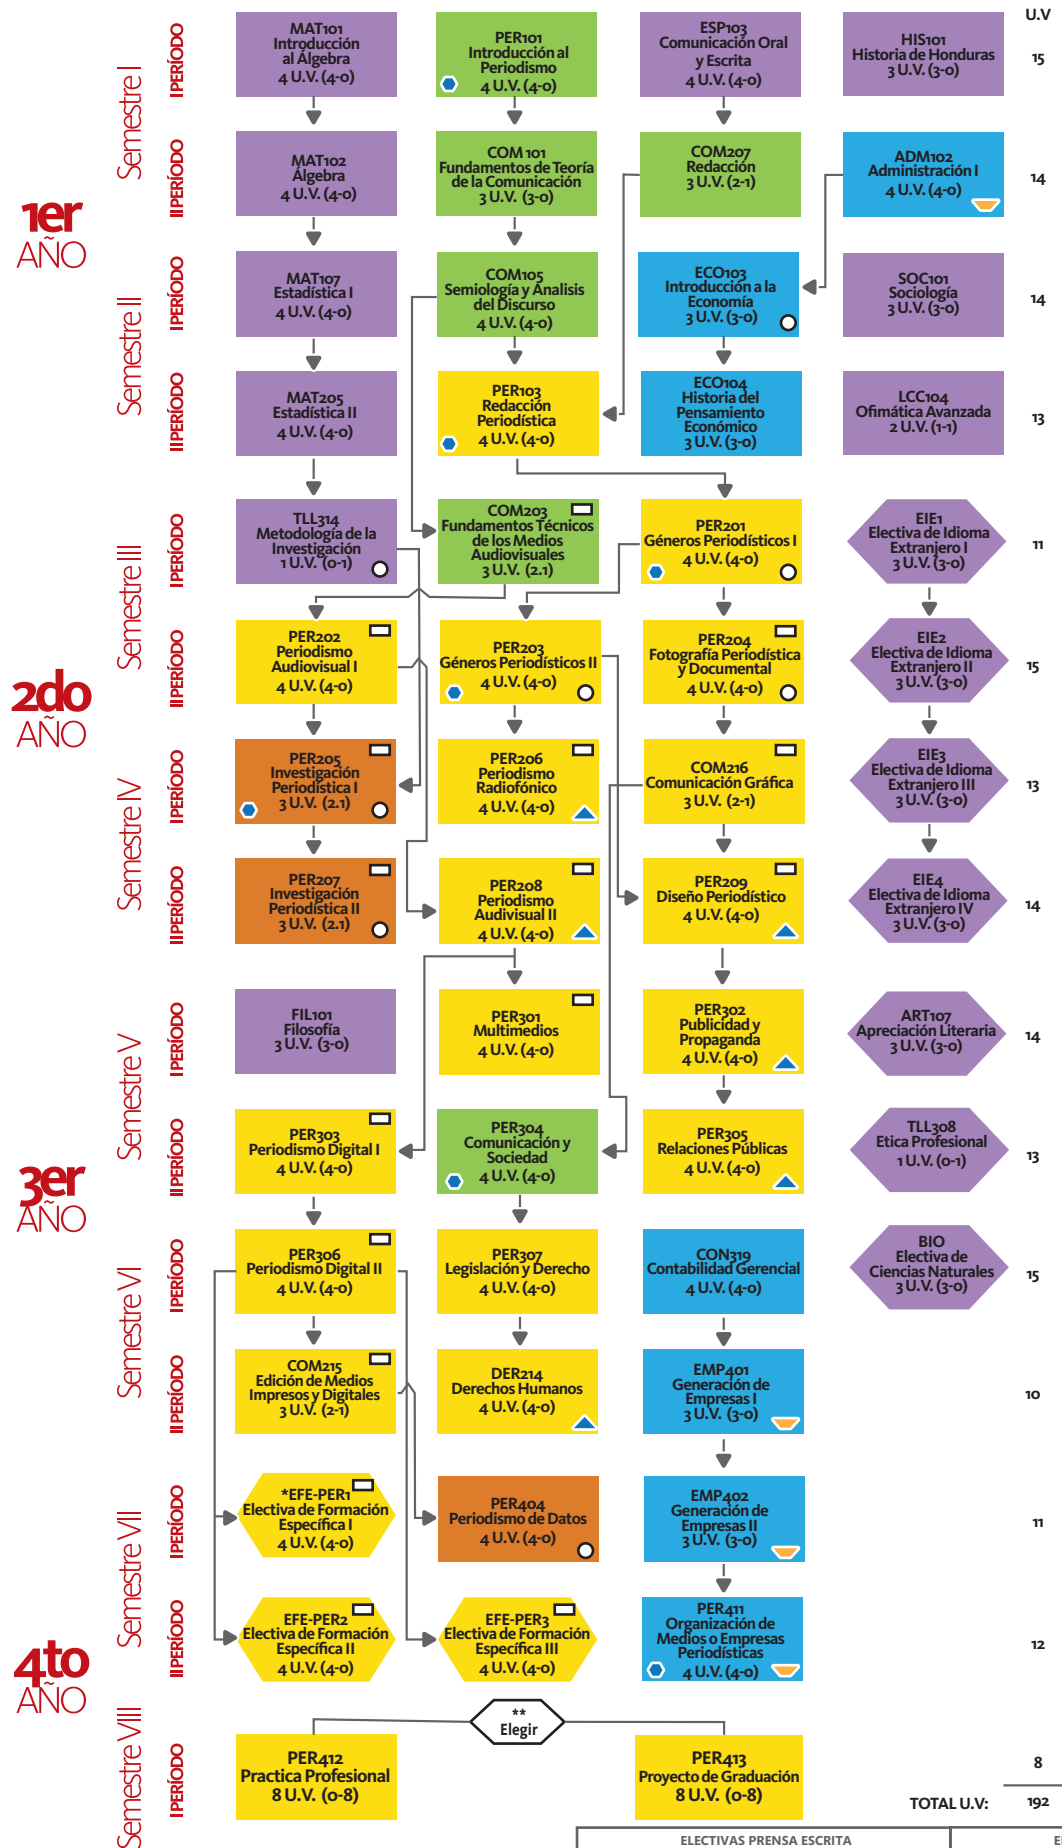 U.V
1er
AÑO
Semestre I
I PERÍODO
MAT101
Introducción
al Álgebra
4 U.V. (4-0)
PER101
Introducción al
Periodismo
4 U.V. (4-0)
ESP103
Comunicación Oral
y Escrita
4 U.V. (4-0)
HIS101
Historia de Honduras
3 U.V. (3-0)
15
II PERÍODO
MAT102
Álgebra
4 U.V. (4-0)
COM 101
Fundamentos de Teoría
de la Comunicación
3 U.V. (3-0)
COM207
Redacción
3 U.V. (2-1)
ADM102
Administración I
4 U.V. (4-0)
14
Semestre II
I PERÍODO
MAT107
Estadística I
4 U.V. (4-0)
COM105
Semiología y Analisis
del Discurso
4 U.V. (4-0)
ECO103
Introducción a la
Economía
3 U.V. (3-0)
SOC101
Sociología
3 U.V. (3-0)
14
II PERÍODO
MAT205
Estadística II
4 U.V. (4-0)
PER103
Redacción
Periodística
4 U.V. (4-0)
ECO104
Historia del
Pensamiento
Económico
3 U.V. (3-0)
LCC104
Ofimática Avanzada
2 U.V. (1-1)
13
2do
AÑO
Semestre III
I PERÍODO
TLL314
Metodología de la
Investigación
1 U.V. (0-1)
COM203
Fundamentos Técnicos
de los Medios
Audiovisuales
3 U.V. (2.1)
PER201
Géneros Periodísticos I
4 U.V. (4-0)
EIE1
Electiva de Idioma
Extranjero I
3 U.V. (3-0)
11
II PERÍODO
PER202
Periodismo
Audiovisual I
4 U.V. (4-0)
PER203
Géneros Periodísticos II
4 U.V. (4-0)
PER204
Fotografía Periodística
y Documental
4 U.V. (4-0)
EIE2
Electiva de Idioma
Extranjero II
3 U.V. (3-0)
15
Semestre IV
I PERÍODO
PER205
Investigación
Periodística I
3 U.V. (2.1)
PER206
Periodismo
Radiofónico
4 U.V. (4-0)
COM216
Comunicación Gráfica
3 U.V. (2-1)
EIE3
Electiva de Idioma
Extranjero III
3 U.V. (3-0)
13
II PERÍODO
PER207
Investigación
Periodística II
3 U.V. (2.1)
PER208
Periodismo
Audivisual II
4 U.V. (4-0)
PER209
Diseño Periodístico
4 U.V. (4-0)
EIE4
Electiva de Idioma
Extranjero IV
3 U.V. (3-0)
14
3er
AÑO
Semestre V
I PERÍODO
FIL101
Filosofía
3 U.V. (3-0)
PER301
Multimedios
4 U.V. (4-0)
PER302
Publicidad y
Propaganda
4 U.V. (4-0)
ART107
Apreciación Literaria
3 U.V. (3-0)
14
II PERÍODO
PER303
Periodismo Digital I
4 U.V. (4-0)
PER304
Comunicación y
Sociedad
4 U.V. (4-0)
PER305
Relaciones Públicas
4 U.V. (4-0)
TLL308
Etica Profesional
1 U.V. (0-1)
13
Semestre VI
I PERÍODO
PER306
Periodismo Digital II
4 U.V. (4-0)
PER307
Legislación y Derecho
4 U.V. (4-0)
CON319
Contabilidad Gerencial
4 U.V. (4-0)
BIO
Electiva de
Ciencias Naturales
3 U.V. (3-0)
15
II PERÍODO
COM215
Edición de Medios
Impresos y Digitales
3 U.V. (2-1)
DER214
Derechos Humanos
4 U.V. (4-0)
EMP401
Generación de
Empresas I
3 U.V. (3-0)
10
4to
AÑO
Semestre VII
I PERÍODO
*EFE-PER1
Electiva de Formación
Específica I
4 U.V. (4-0)
PER404
Periodismo de Datos
4 U.V. (4-0)
EMP402
Generación de
Empresas II
3 U.V. (3-0)
11
II PERÍODO
EFE-PER2
Electiva de Formación
Específica II
4 U.V. (4-0)
EFE-PER3
Electiva de Formación
Específica III
4 U.V. (4-0)
PER411
Organización de
Medios o Empresas
Periodísticas
4 U.V. (4-0)
12
Semestre VIII
I PERÍODO
**
Elegir
PER412
Practica Profesional
8 U.V. (0-8)
PER413
Proyecto de Graduación
8 U.V. (0-8)
8
TOTAL U.V: 192
ELECTIVAS PRENSA ESCRITA